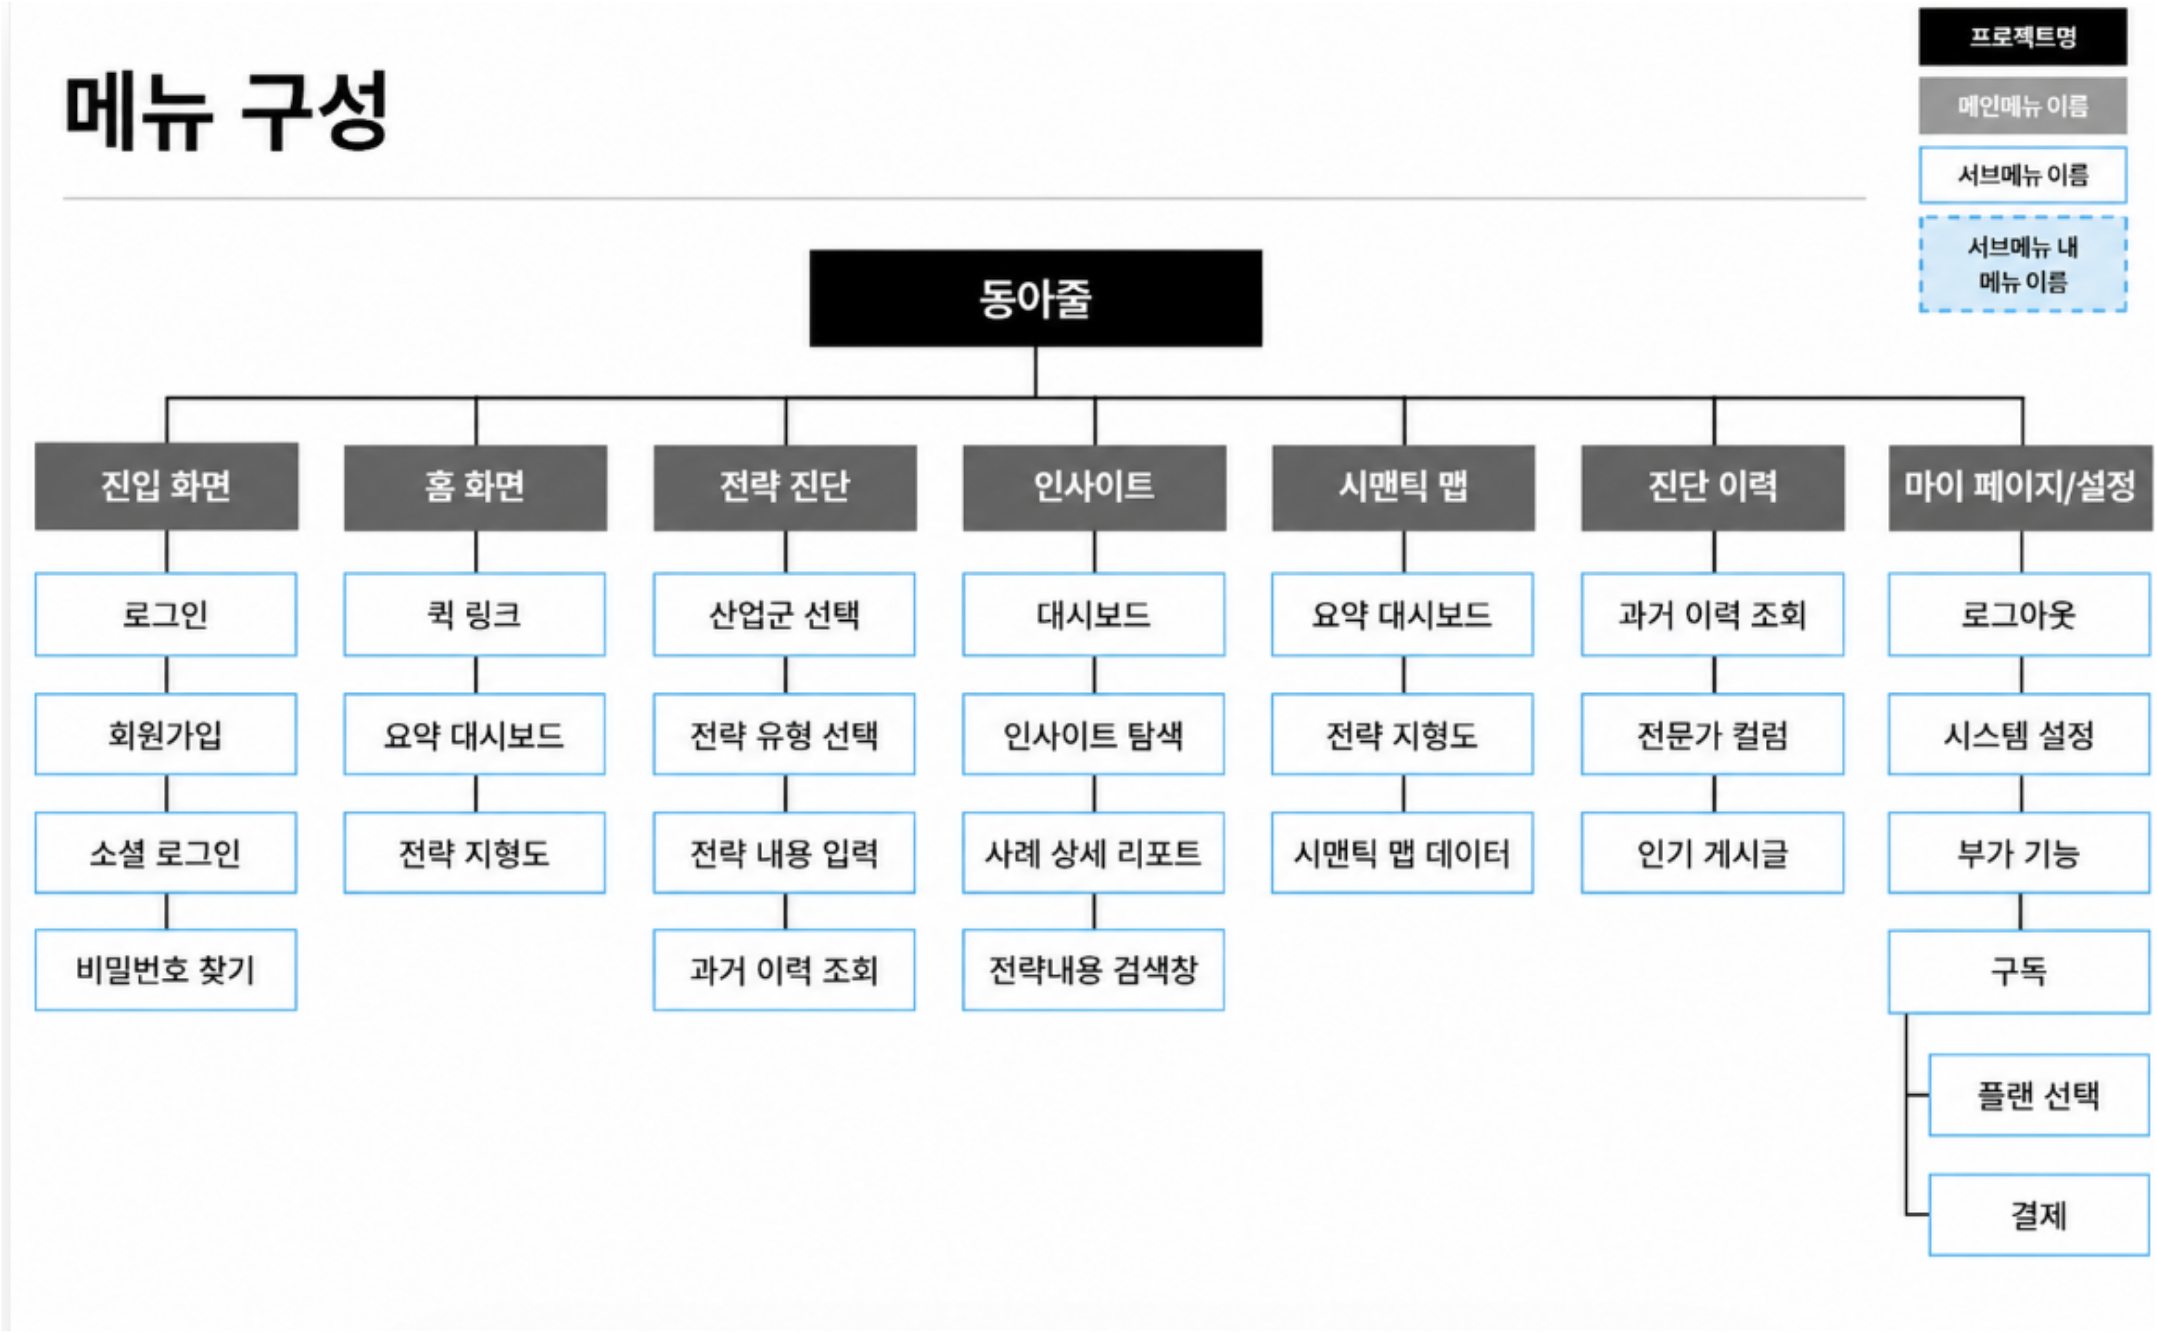 메뉴 구성
프로젝트명
메인메뉴 이름
서브메뉴 이름
서브메뉴 내
메뉴 이름
동아줄
진입 화면
로그인
회원가입
소셜 로그인
비밀번호 찾기
홈 화면
퀵 링크
요약 대시보드
전략 지형도
전략 진단
산업군 선택
전략 유형 선택
전략 내용 입력
과거 이력 조회
인사이트
대시보드
인사이트 탐색
사례 상세 리포트
전략내용 검색창
시맨틱 맵
요약 대시보드
전략 지형도
시맨틱 맵 데이터
진단 이력
과거 이력 조회
전문가 컬럼
인기 게시글
마이 페이지/설정
로그아웃
시스템 설정
부가 기능
구독
플랜 선택
결제